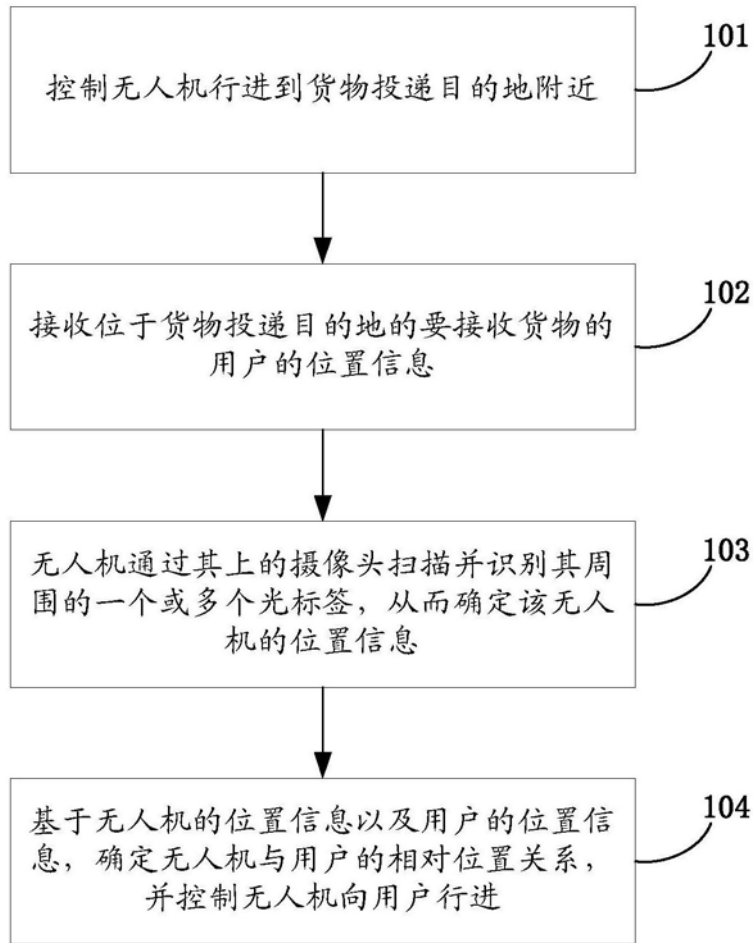 101
控制无人机行进到货物投递目的地附近
102
接收位于货物投递目的地的要接收货物的
用户的位置信息
103
无人机通过其上的摄像头扫描并识别其周
围的一个或多个光标签，从而确定该无人
机的位置信息
104
基于无人机的位置信息以及用户的位置信
息，确定无人机与用户的相对位置关系，
并控制无人机向用户行进